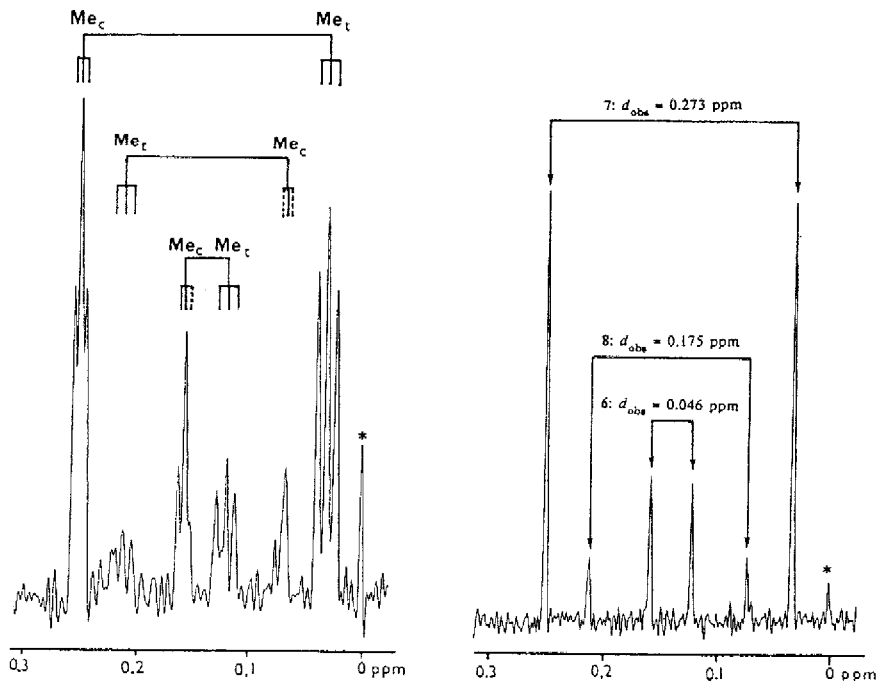 Me_c Me_t
Me_t Me_c
Me_c Me_t
*
0,3 0,2 0,1 0 ppm
7: d_obs = 0.273 ppm
8: d_obs = 0.175 ppm
6: d_obs = 0.046 ppm
*
0,3 0,2 0,1 0 ppm